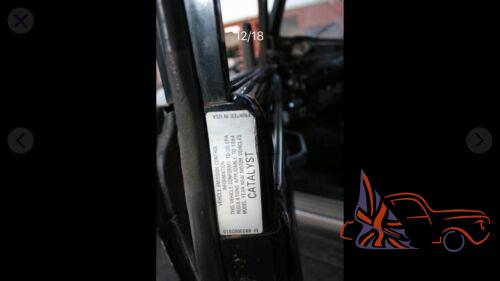 12/18
PRINTED IN USA
VEHICLE EMISSION CONTROL
INFORMATION
THIS VEHICLE CONFORMS TO US EPA
REGULATIONS APPLICABLE TO 1984
MODEL YEAR NEW MOTOR VEHICLES
CATALYST